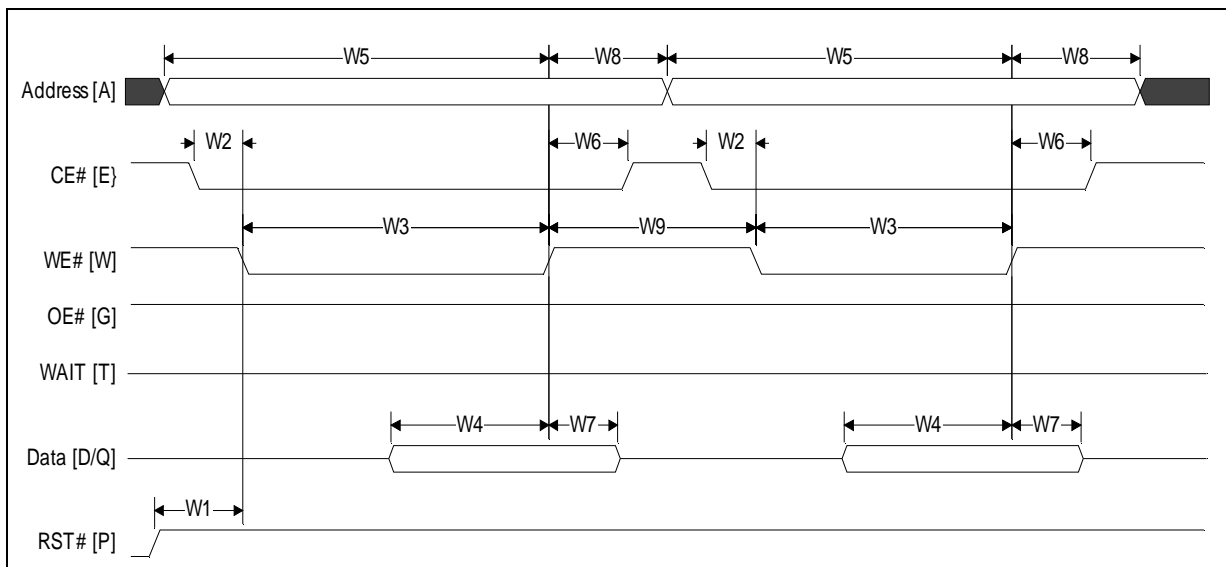 W5 W8 W5 W8
Address [A]
W2 W6 W2 W6
CE# [E}
W3 W9 W3
WE# [W]
OE# [G]
WAIT [T]
W4 W7 W4 W7
Data [D/Q]
W1
RST# [P]